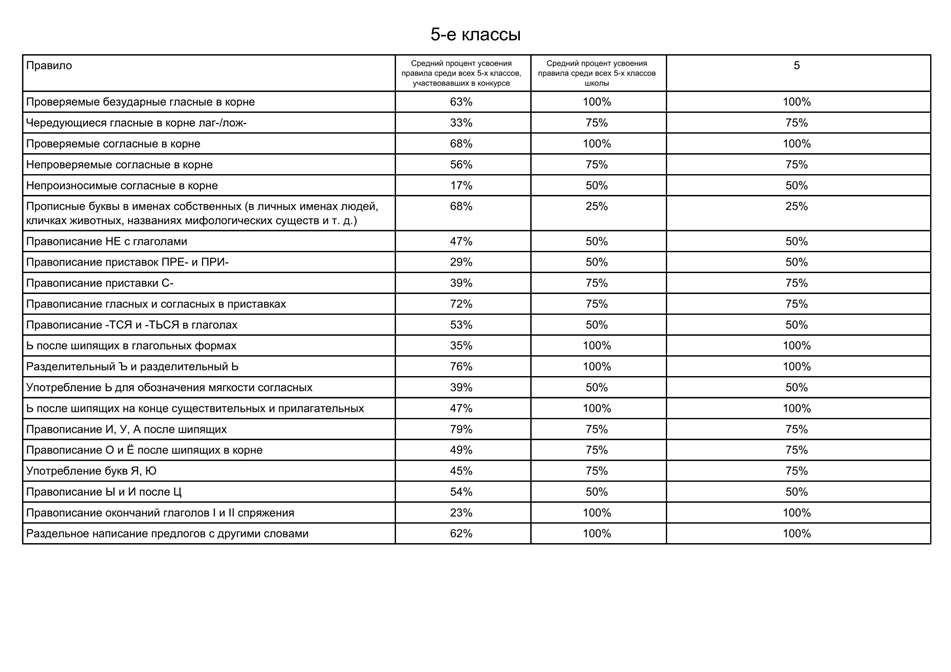 5-е классы
Правило
Средний процент усвоения
правила среди всех 5-х классов,
участвовавших в конкурсе
Средний процент усвоения
правила среди 5-х классов
школы
5
Проверяемые безударные гласные в корне 63% 100% 100%
Чередующиеся гласные в корне лаг-/лож- 33% 75% 75%
Проверяемые согласные в корне 68% 100% 100%
Непроверяемые согласные в корне 56% 75% 75%
Непроизносимые согласные в корне 17% 50% 50%
Прописные буквы в именах собственных (в личных именах людей, 68% 25% 25%
кличках животных, названиях мифологических существ и т. д.)
Правописание НЕ с глаголами 47% 50% 50%
Правописание приставок ПРЕ- и ПРИ- 29% 50% 50%
Правописание приставки С- 39% 75% 75%
Правописание гласных и согласных в приставках 72% 75% 75%
Правописание -ТСЯ и -ТЬСЯ в глаголах 53% 50% 50%
Ь после шипящих в глагольных формах 35% 100% 100%
Разделительный Ъ и разделительный Ь 76% 100% 100%
Употребление Ь для обозначения мягкости согласных 39% 50% 50%
Ь после шипящих на конце существительных и прилагательных 47% 100% 100%
Правописание И, У, А после шипящих 79% 75% 75%
Правописание О и Ё после шипящих в корне 49% 75% 75%
Употребление букв Я, Ю 45% 75% 75%
Правописание Ы и И после Ц 54% 50% 50%
Правописание окончаний глаголов I и II спряжения 23% 100% 100%
Раздельное написание предлогов с другими словами 62% 100% 100%